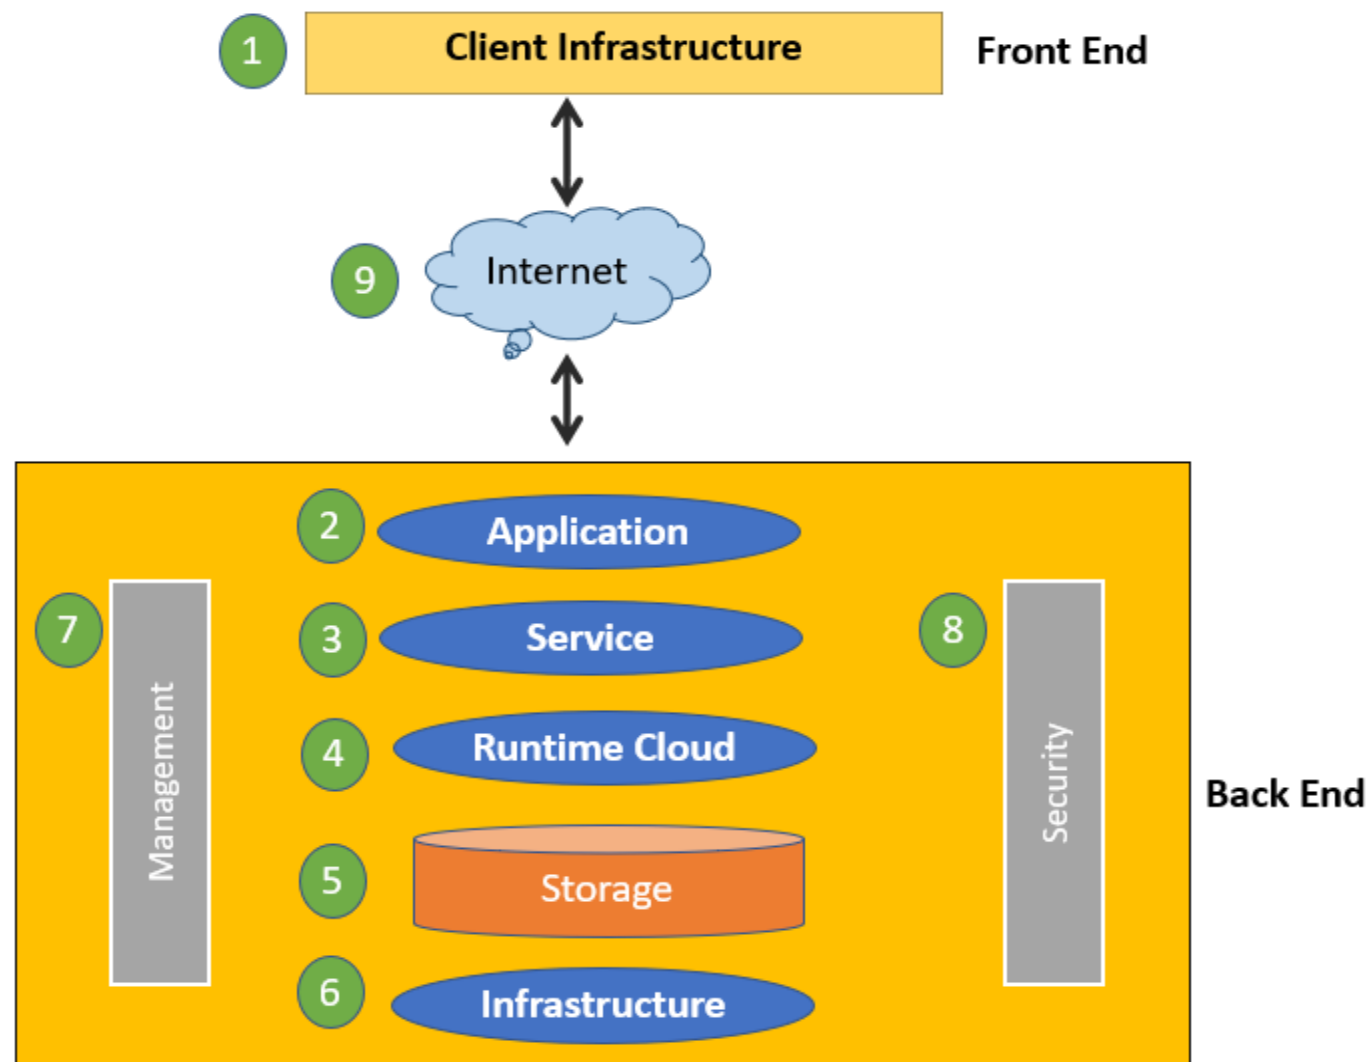 1
Client Infrastructure
Front End
9
Internet
2
Application
3
Service
7
Management
8
Security
4
Runtime Cloud
Back End
5
Storage
6
Infrastructure